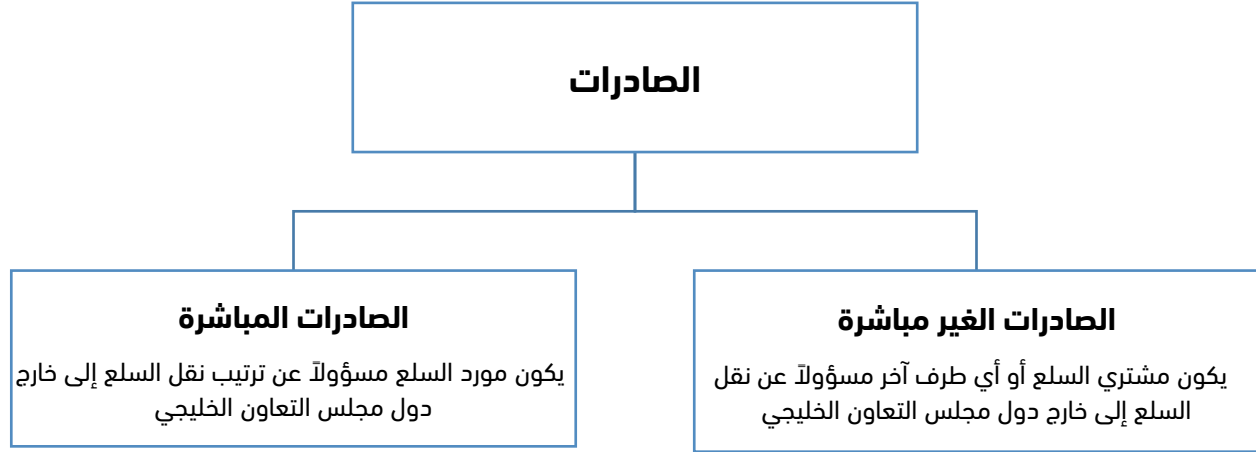 الصادرات
الصادرات الغير مباشرة
يكون مشتري السلع أو أي طرف آخر مسؤولاً عن نقل
السلع إلى خارج دول مجلس التعاون الخليجي
الصادرات المباشرة
يكون مورد السلع مسؤولاً عن ترتيب نقل السلع إلى خارج
دول مجلس التعاون الخليجي